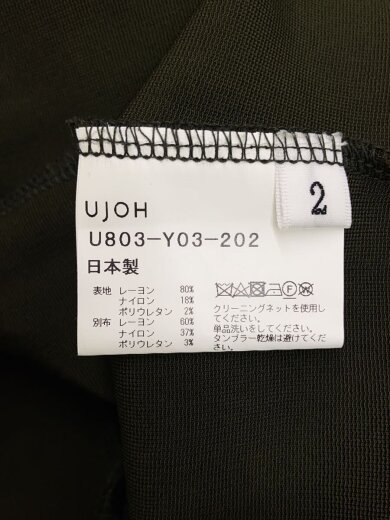 UJOH
2
U803-Y03-202
日本製
表地 レーヨン 80%
ナイロン 18%
ポリウレタン 2%
別布 レーヨン 60%
ナイロン 37%
ポリウレタン 3%
クリーニングネットを使用し
てください。
単品洗いをしてください。
タンブラー乾燥は避けてくだ
さい。